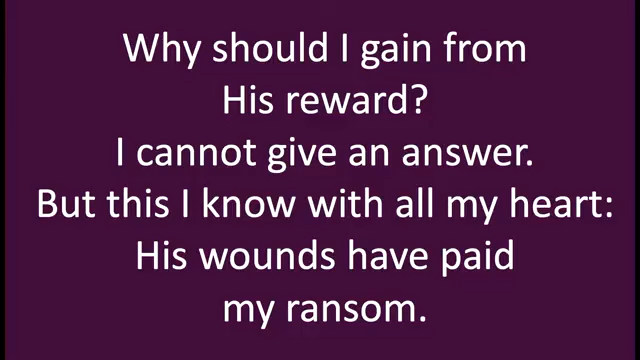 Why should I gain from
His reward?
I cannot give an answer.
But this I know with all my heart:
His wounds have paid
my ransom.